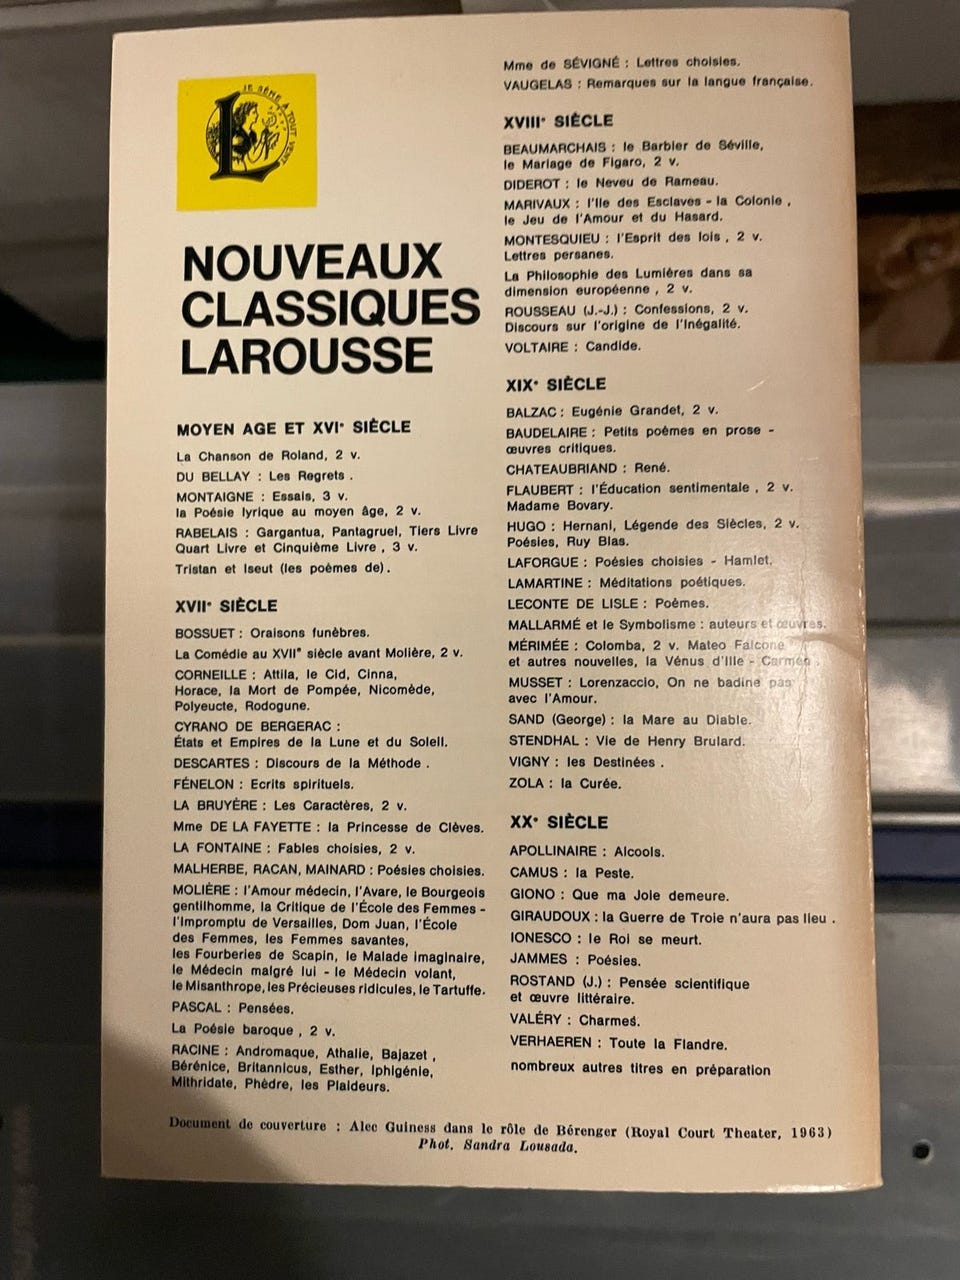 JE SÈME À TOUT VENT
NOUVEAUX
CLASSIQUES
LAROUSSE
MOYEN AGE ET XVIᵉ SIÈCLE
La Chanson de Roland, 2 v.
DU BELLAY : Les Regrets .
MONTAIGNE : Essais, 3 v.
la Poésie lyrique au moyen âge, 2 v.
RABELAIS : Gargantua, Pantagruel, Tiers Livre
Quart Livre et Cinquième Livre , 3 v.
Tristan et Iseut (les poèmes de).
XVIIᵉ SIÈCLE
BOSSUET : Oraisons funèbres.
La Comédie au XVIIᵉ siècle avant Molière, 2 v.
CORNEILLE : Attila, le Cid, Cinna,
Horace, la Mort de Pompée, Nicomède,
Polyeucte, Rodogune.
CYRANO DE BERGERAC :
États et Empires de la Lune et du Soleil.
DESCARTES : Discours de la Méthode .
FÉNELON : Ecrits spirituels.
LA BRUYÈRE : Les Caractères, 2 v.
Mme DE LA FAYETTE : la Princesse de Clèves.
LA FONTAINE : Fables choisies, 2 v.
MALHERBE, RACAN, MAINARD : Poésies choisies.
MOLIÈRE : l'Amour médecin, l'Avare, le Bourgeois
gentilhomme, la Critique de l'École des Femmes -
l'Impromptu de Versailles, Dom Juan, l'École
des Femmes, les Femmes savantes,
les Fourberies de Scapin, le Malade imaginaire,
le Médecin malgré lui - le Médecin volant,
le Misanthrope, les Précieuses ridicules, le Tartuffe.
PASCAL : Pensées.
La Poésie baroque , 2 v.
RACINE : Andromaque, Athalie, Bajazet ,
Bérénice, Britannicus, Esther, Iphigénie,
Mithridate, Phèdre, les Plaideurs.
Mme de SÉVIGNÉ : Lettres choisies.
VAUGELAS : Remarques sur la langue française.
XVIIIᵉ SIÈCLE
BEAUMARCHAIS : le Barbier de Séville,
le Mariage de Figaro, 2 v.
DIDEROT : le Neveu de Rameau.
MARIVAUX : l'Ile des Esclaves - la Colonie ,
le Jeu de l'Amour et du Hasard.
MONTESQUIEU : l'Esprit des lois , 2 v.
Lettres persanes.
La Philosophie des Lumières dans sa
dimension européenne , 2 v.
ROUSSEAU (J.-J.) : Confessions, 2 v.
Discours sur l'origine de l'Inégalité.
VOLTAIRE : Candide.
XIXᵉ SIÈCLE
BALZAC : Eugénie Grandet, 2 v.
BAUDELAIRE : Petits poèmes en prose -
œuvres critiques.
CHATEAUBRIAND : René.
FLAUBERT : l'Éducation sentimentale , 2 v.
Madame Bovary.
HUGO : Hernani, Légende des Siècles, 2 v.
Poésies, Ruy Blas.
LAFORGUE : Poésies choisies - Hamlet.
LAMARTINE : Méditations poétiques.
LECONTE DE LISLE : Poèmes.
MALLARMÉ et le Symbolisme : auteurs et œuvres.
MÉRIMÉE : Colomba, 2 v. Mateo Falcone
et autres nouvelles, la Vénus d'Ille - Carmen .
MUSSET : Lorenzaccio, On ne badine pas
avec l'Amour.
SAND (George) : la Mare au Diable.
STENDHAL : Vie de Henry Brulard.
VIGNY : les Destinées .
ZOLA : la Curée.
XXᵉ SIÈCLE
APOLLINAIRE : Alcools.
CAMUS : la Peste.
GIONO : Que ma Joie demeure.
GIRAUDOUX : la Guerre de Troie n'aura pas lieu .
IONESCO : le Roi se meurt.
JAMMES : Poésies.
ROSTAND (J.) : Pensée scientifique
et œuvre littéraire.
VALÉRY : Charmes.
VERHAEREN : Toute la Flandre.
nombreux autres titres en préparation
Document de couverture : Alec Guiness dans le rôle de Bérenger (Royal Court Theater, 1963)
Phot. Sandra Lousada.